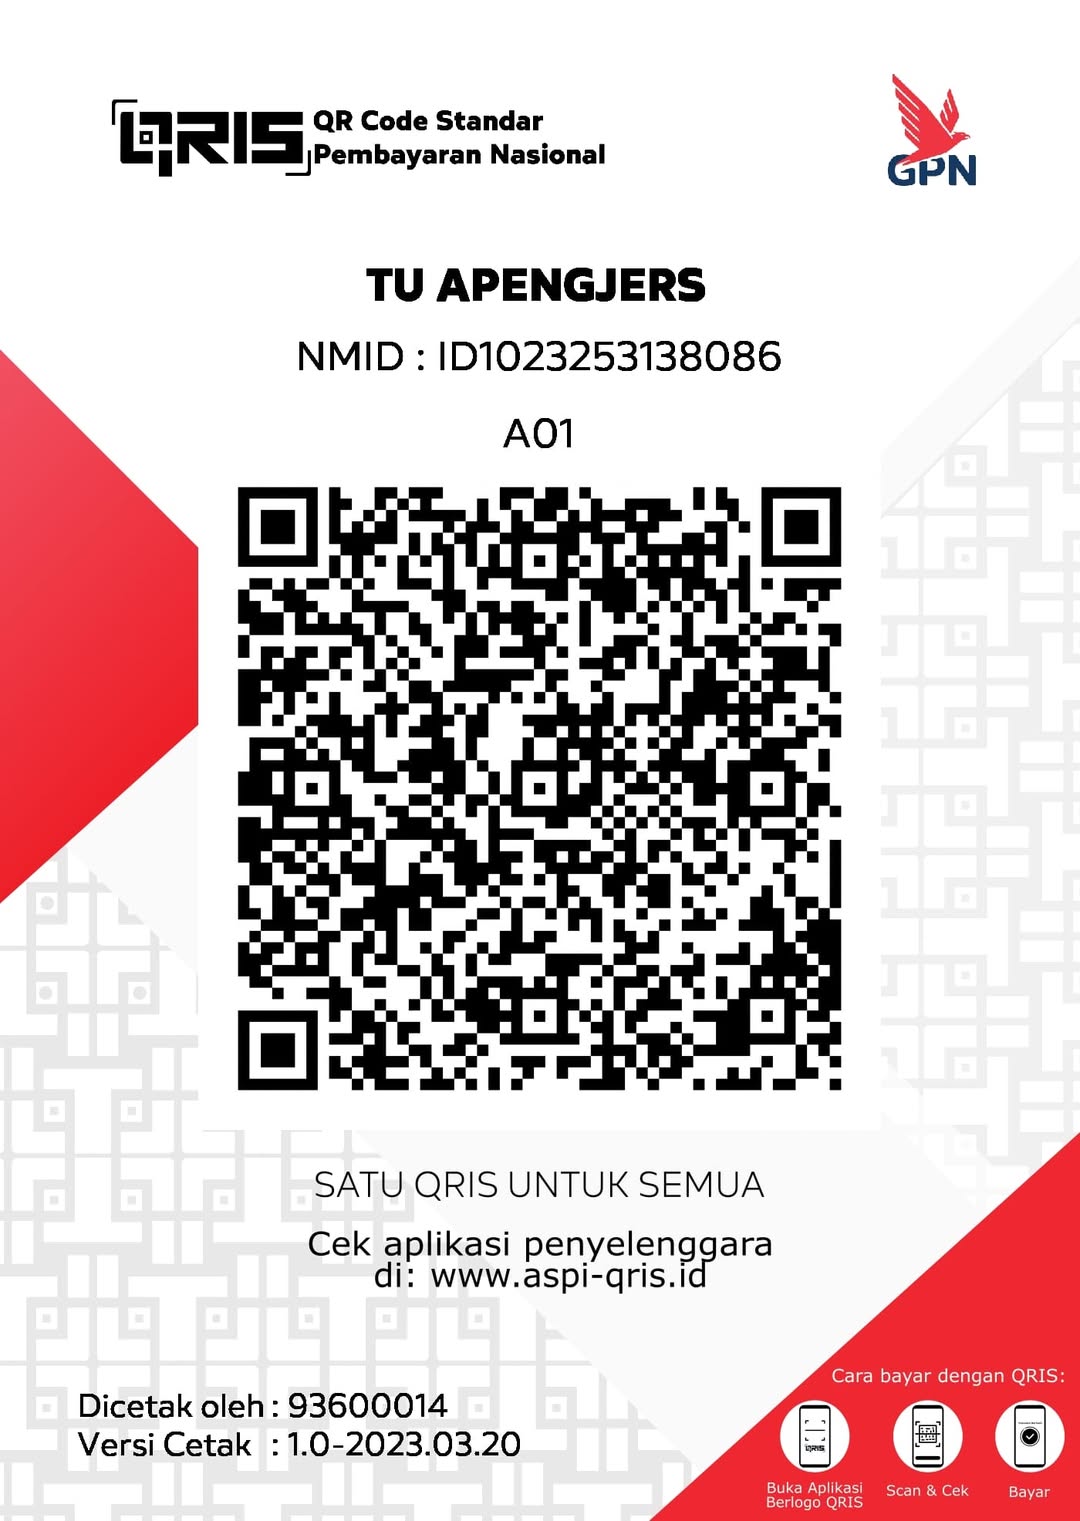 QRIS QR Code Standar
Pembayaran Nasional
GPN
TU APENGJERS
NMID : ID1023253138086
A01
SATU QRIS UNTUK SEMUA
Cek aplikasi penyelenggara
di: www.aspi-qris.id
Dicetak oleh : 93600014
Versi Cetak : 1.0-2023.03.20
Cara bayar dengan QRIS:
QRIS
Buka Aplikasi
Berlogo QRIS
Scan & Cek
Bayar